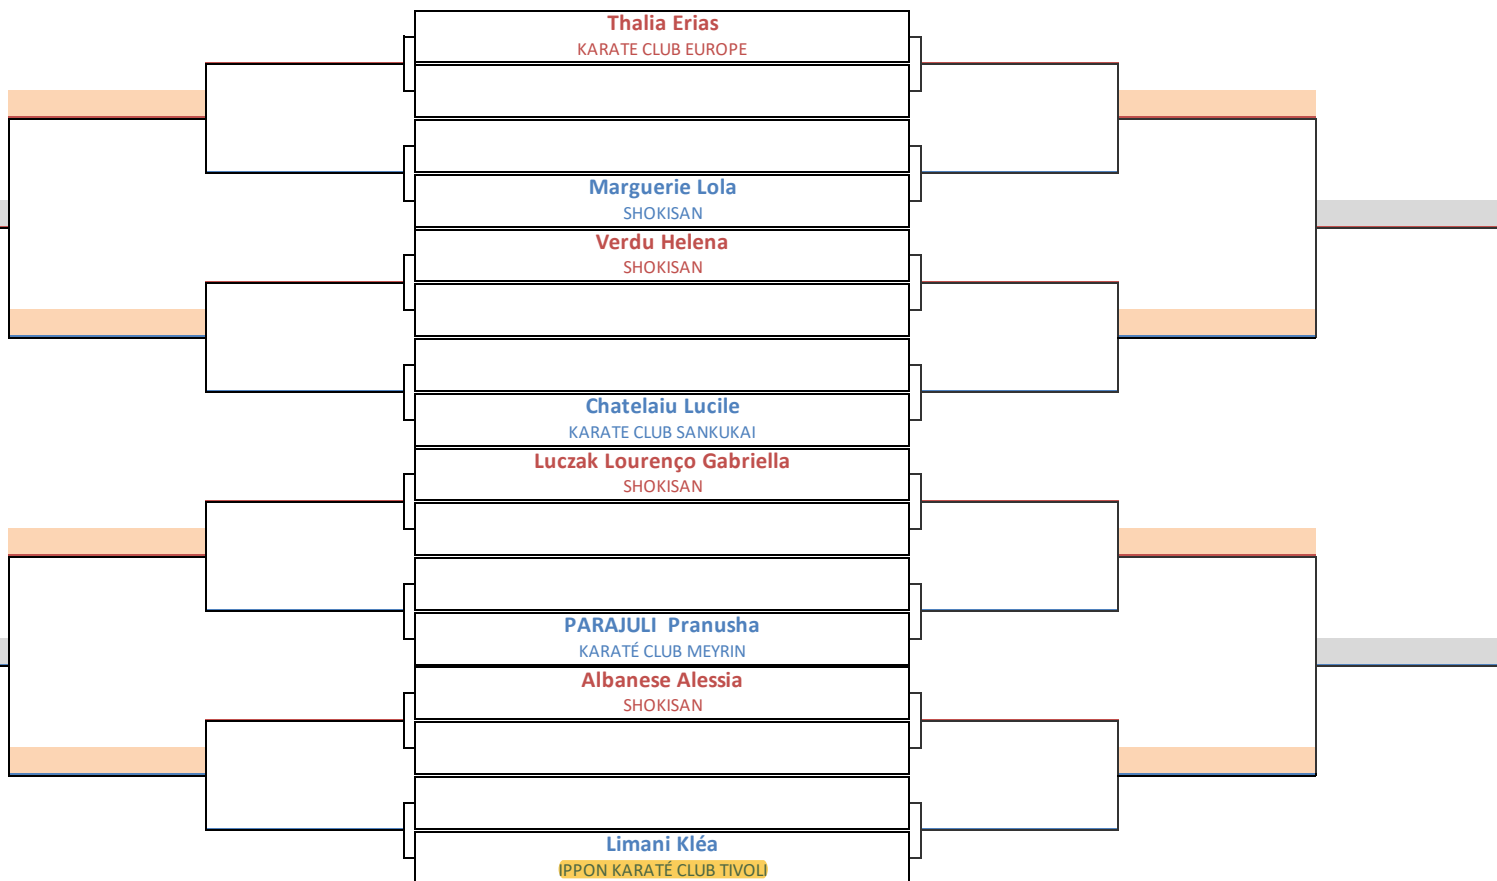 Thalia Erias
KARATE CLUB EUROPE
Marguerie Lola
SHOKISAN
Verdu Helena
SHOKISAN
Chatelaiu Lucile
KARATE CLUB SANKUKAI
Luczak Lourenço Gabriella
SHOKISAN
PARAJULI  Pranusha
KARATÉ CLUB MEYRIN
Albanese Alessia
SHOKISAN
Limani Kléa
IPPON KARATÉ CLUB TIVOLI